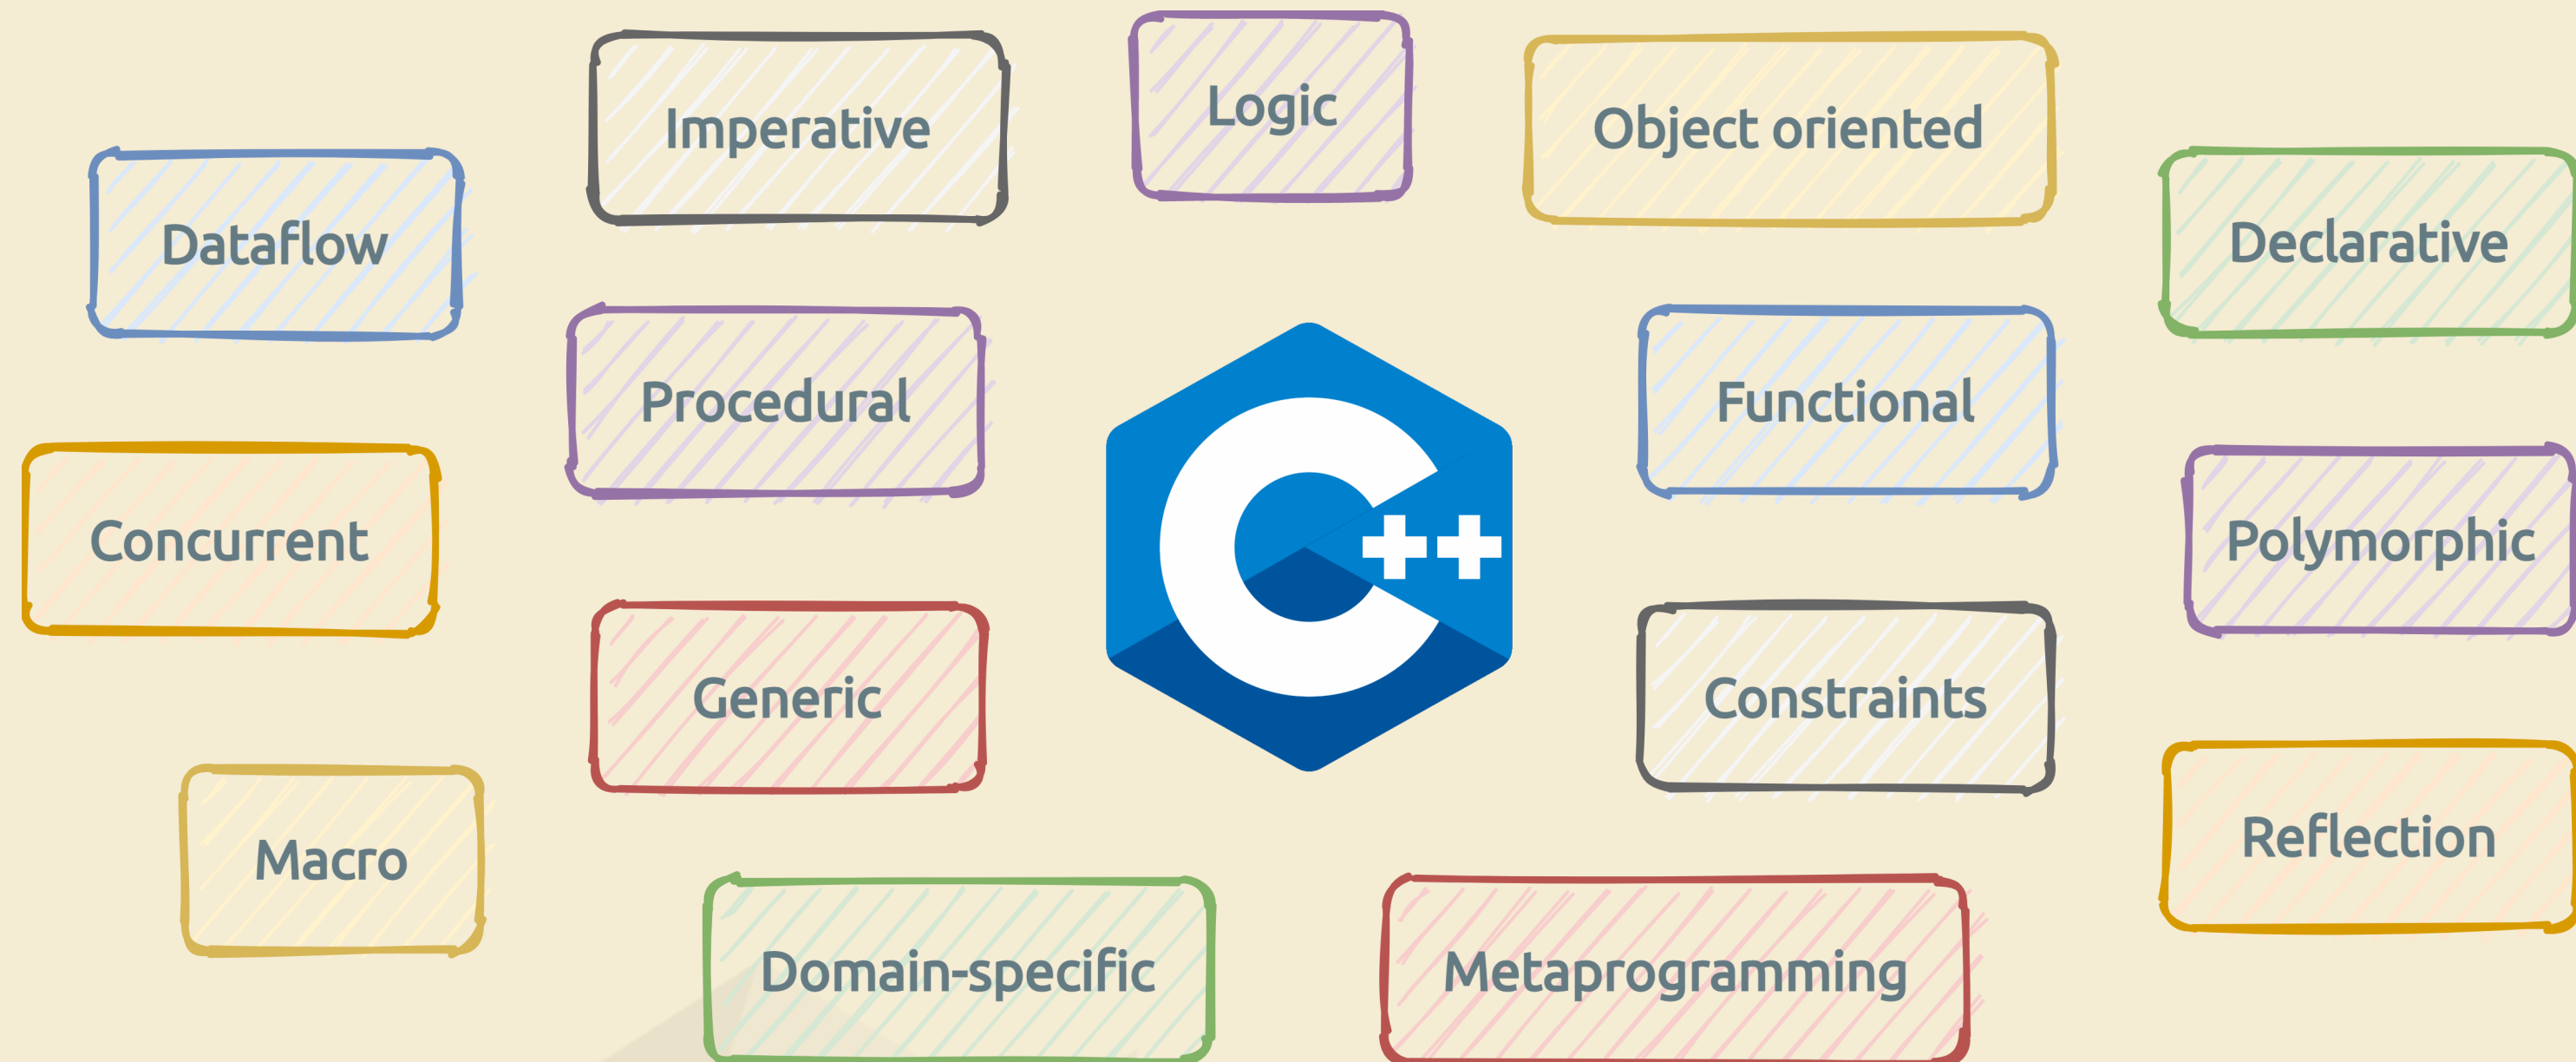 Imperative
Logic
Object oriented
Dataflow
Declarative
Procedural
Functional
Concurrent
C++
Polymorphic
Generic
Constraints
Macro
Reflection
Domain-specific
Metaprogramming